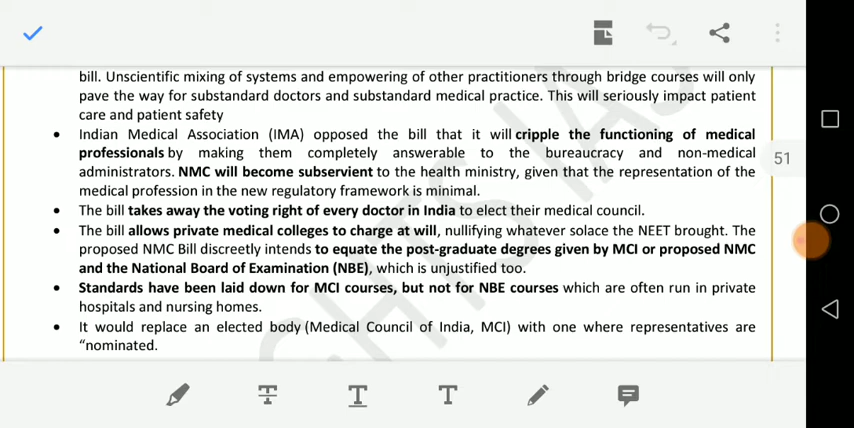 bill. Unscientific mixing of systems and empowering of other practitioners through bridge courses will only
pave the way for substandard doctors and substandard medical practice. This will seriously impact patient
care and patient safety
• Indian Medical Association (IMA) opposed the bill that it will cripple the functioning of medical
professionals by making them completely answerable to the bureaucracy and non-medical
administrators. NMC will become subservient to the health ministry, given that the representation of the
medical profession in the new regulatory framework is minimal.
• The bill takes away the voting right of every doctor in India to elect their medical council.
• The bill allows private medical colleges to charge at will, nullifying whatever solace the NEET brought. The
proposed NMC Bill discreetly intends to equate the post-graduate degrees given by MCI or proposed NMC
and the National Board of Examination (NBE), which is unjustified too.
• Standards have been laid down for MCI courses, but not for NBE courses which are often run in private
hospitals and nursing homes.
• It would replace an elected body (Medical Council of India, MCI) with one where representatives are
“nominated.
51
T
T
T